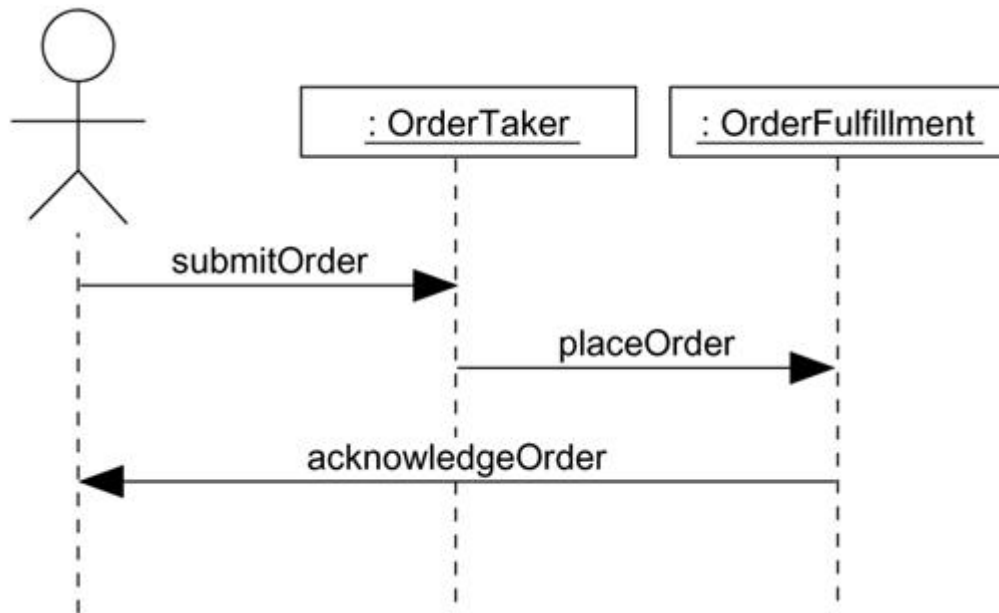 : OrderTaker
: OrderFulfillment
submitOrder
placeOrder
acknowledgeOrder